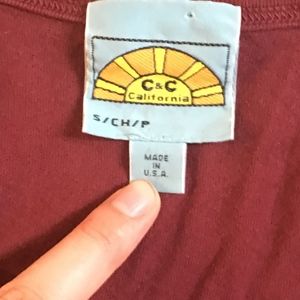 C&C
California
S/CH/P
MADE
IN
U.S.A.